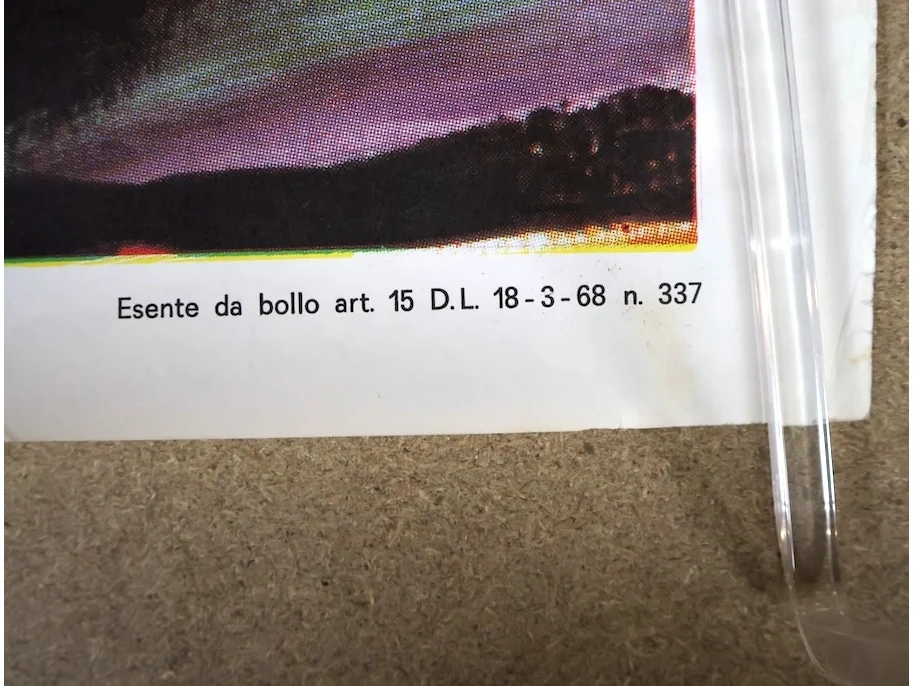 Esente da bollo art. 15 D.L. 18-3-68 n. 337